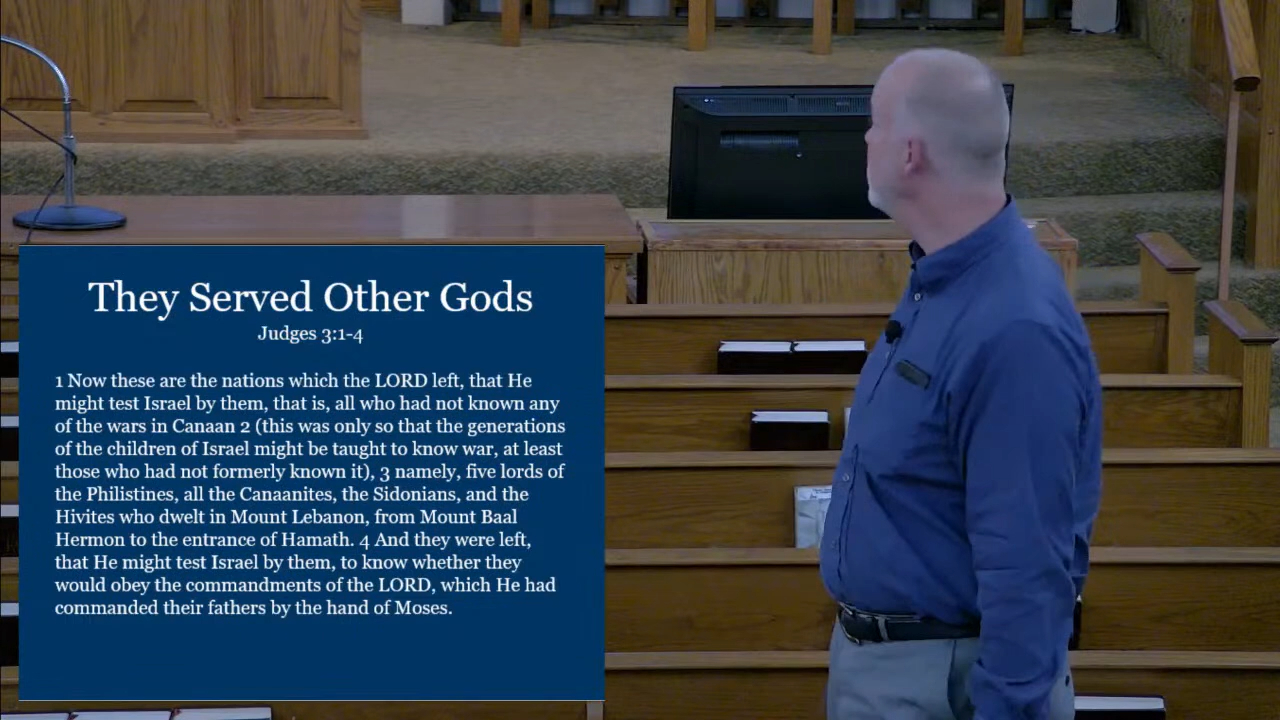 They Served Other Gods
Judges 3:1-4
1 Now these are the nations which the LORD left, that He
might test Israel by them, that is, all who had not known any
of the wars in Canaan 2 (this was only so that the generations
of the children of Israel might be taught to know war, at least
those who had not formerly known it), 3 namely, five lords of
the Philistines, all the Canaanites, the Sidonians, and the
Hivites who dwelt in Mount Lebanon, from Mount Baal
Hermon to the entrance of Hamath. 4 And they were left,
that He might test Israel by them, to know whether they
would obey the commandments of the LORD, which He had
commanded their fathers by the hand of Moses.